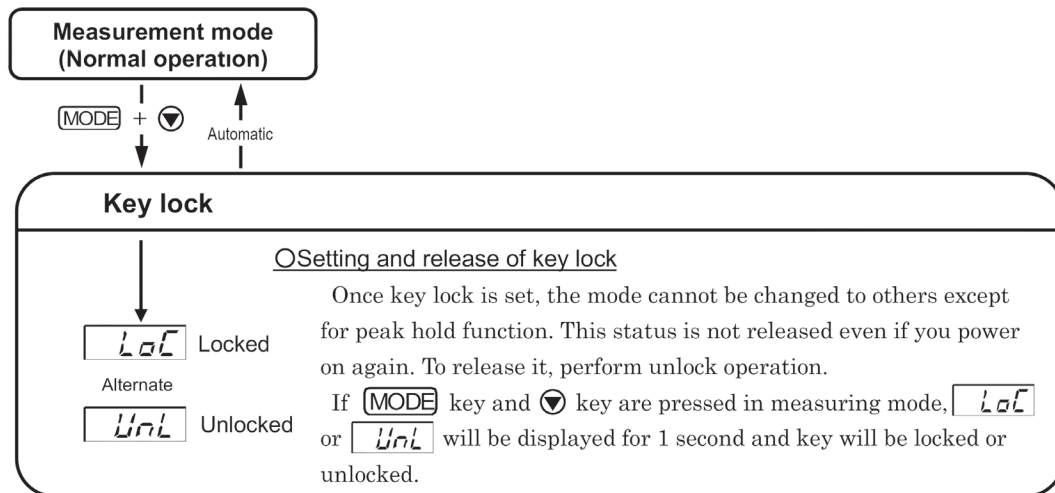 Measurement mode
(Normal operation)
MODE + ▼
Automatic
Key lock
○Setting and release of key lock
Once key lock is set, the mode cannot be changed to others except
for peak hold function. This status is not released even if you power
on again. To release it, perform unlock operation.
If MODE key and ▼ key are pressed in measuring mode, LoC
or UnL will be displayed for 1 second and key will be locked or
unlocked.
LoC Locked
Alternate
UnL Unlocked